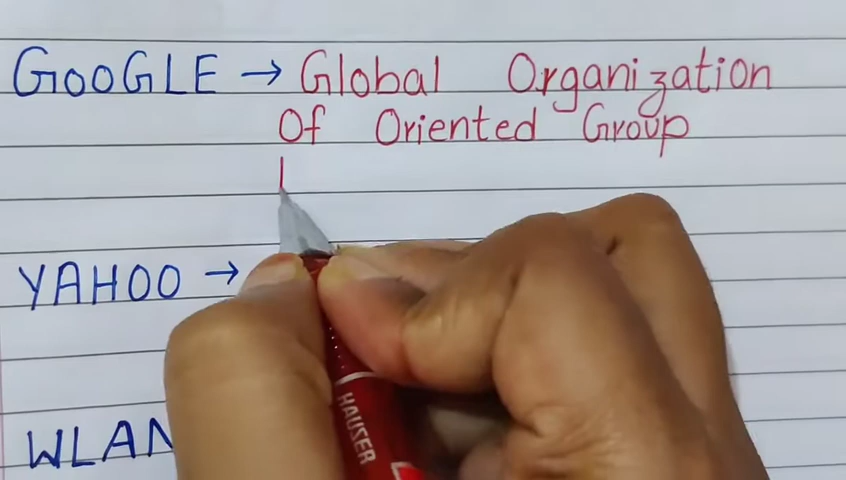 GOOGLE → Global Organization
Of Oriented Group
YAHOO →
WLAN
HAUSER